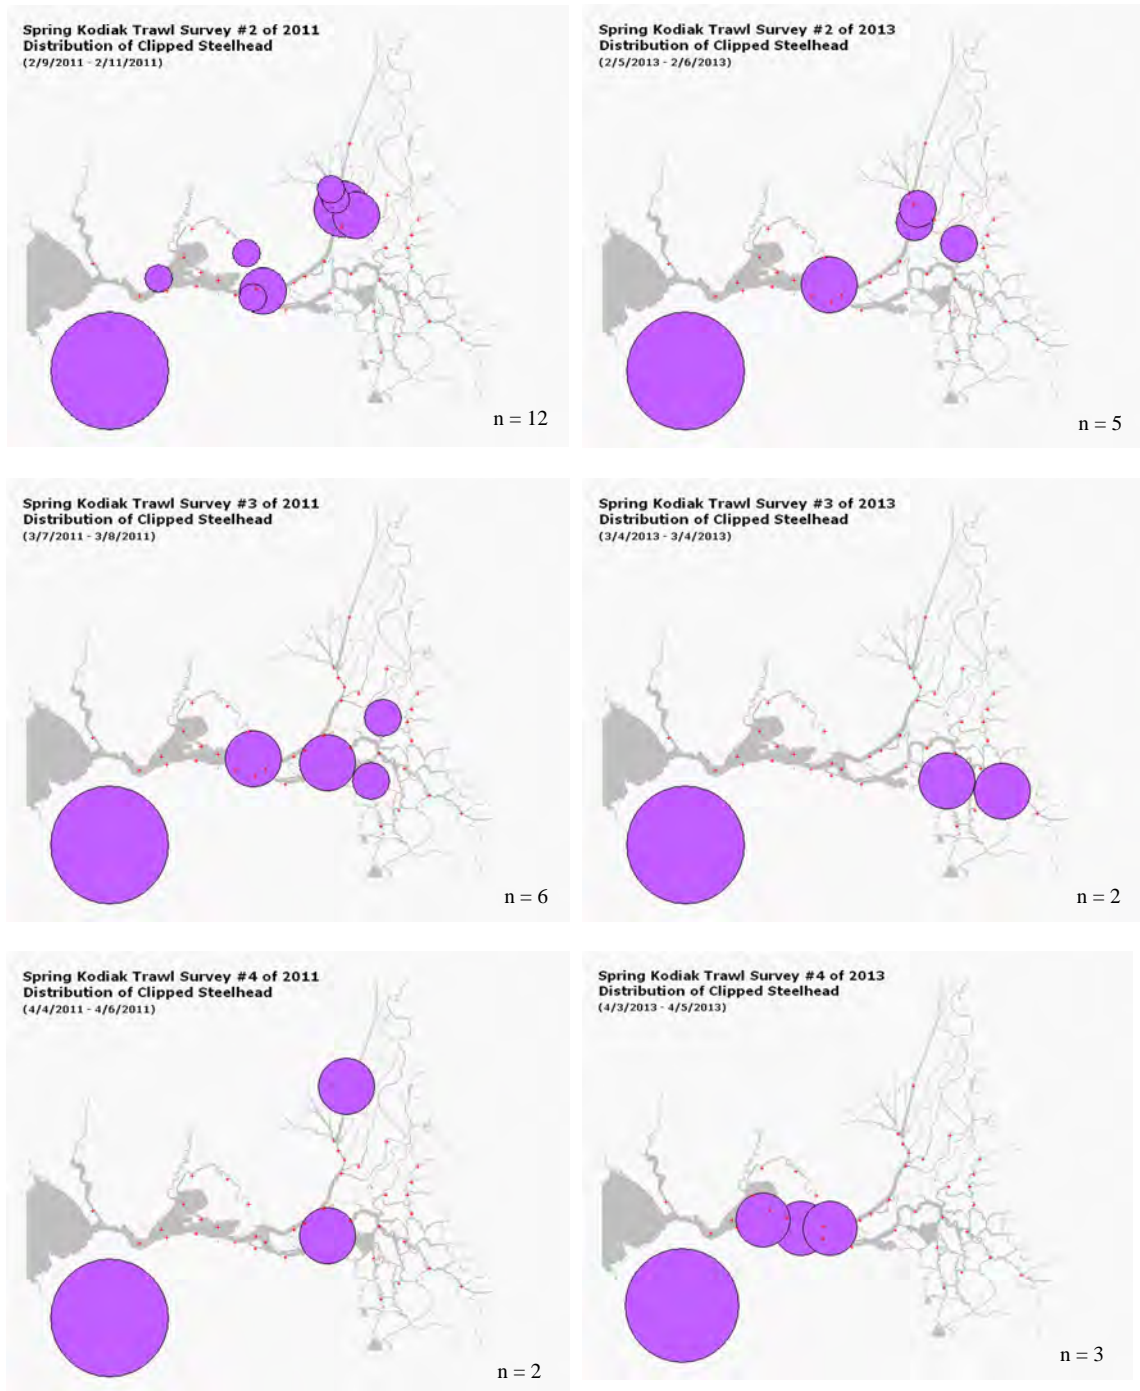 Spring Kodiak Trawl Survey #2 of 2011
Distribution of Clipped Steelhead
(2/9/2011 - 2/11/2011)
n = 12
Spring Kodiak Trawl Survey #2 of 2013
Distribution of Clipped Steelhead
(2/5/2013 - 2/6/2013)
n = 5
Spring Kodiak Trawl Survey #3 of 2011
Distribution of Clipped Steelhead
(3/7/2011 - 3/8/2011)
n = 6
Spring Kodiak Trawl Survey #3 of 2013
Distribution of Clipped Steelhead
(3/4/2013 - 3/4/2013)
n = 2
Spring Kodiak Trawl Survey #4 of 2011
Distribution of Clipped Steelhead
(4/4/2011 - 4/6/2011)
n = 2
Spring Kodiak Trawl Survey #4 of 2013
Distribution of Clipped Steelhead
(4/3/2013 - 4/5/2013)
n = 3